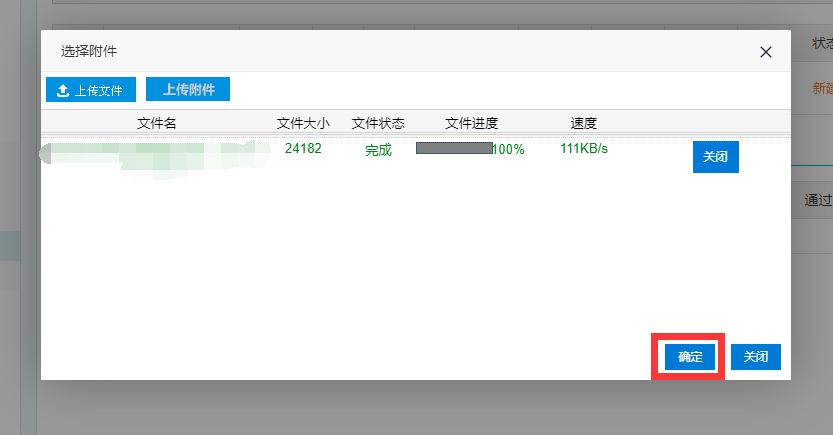 状态
选择附件
上传文件 上传附件
文件名 文件大小 文件状态 文件进度 速度
新建
24182 完成 100% 111KB/s 关闭
通过
确定 关闭